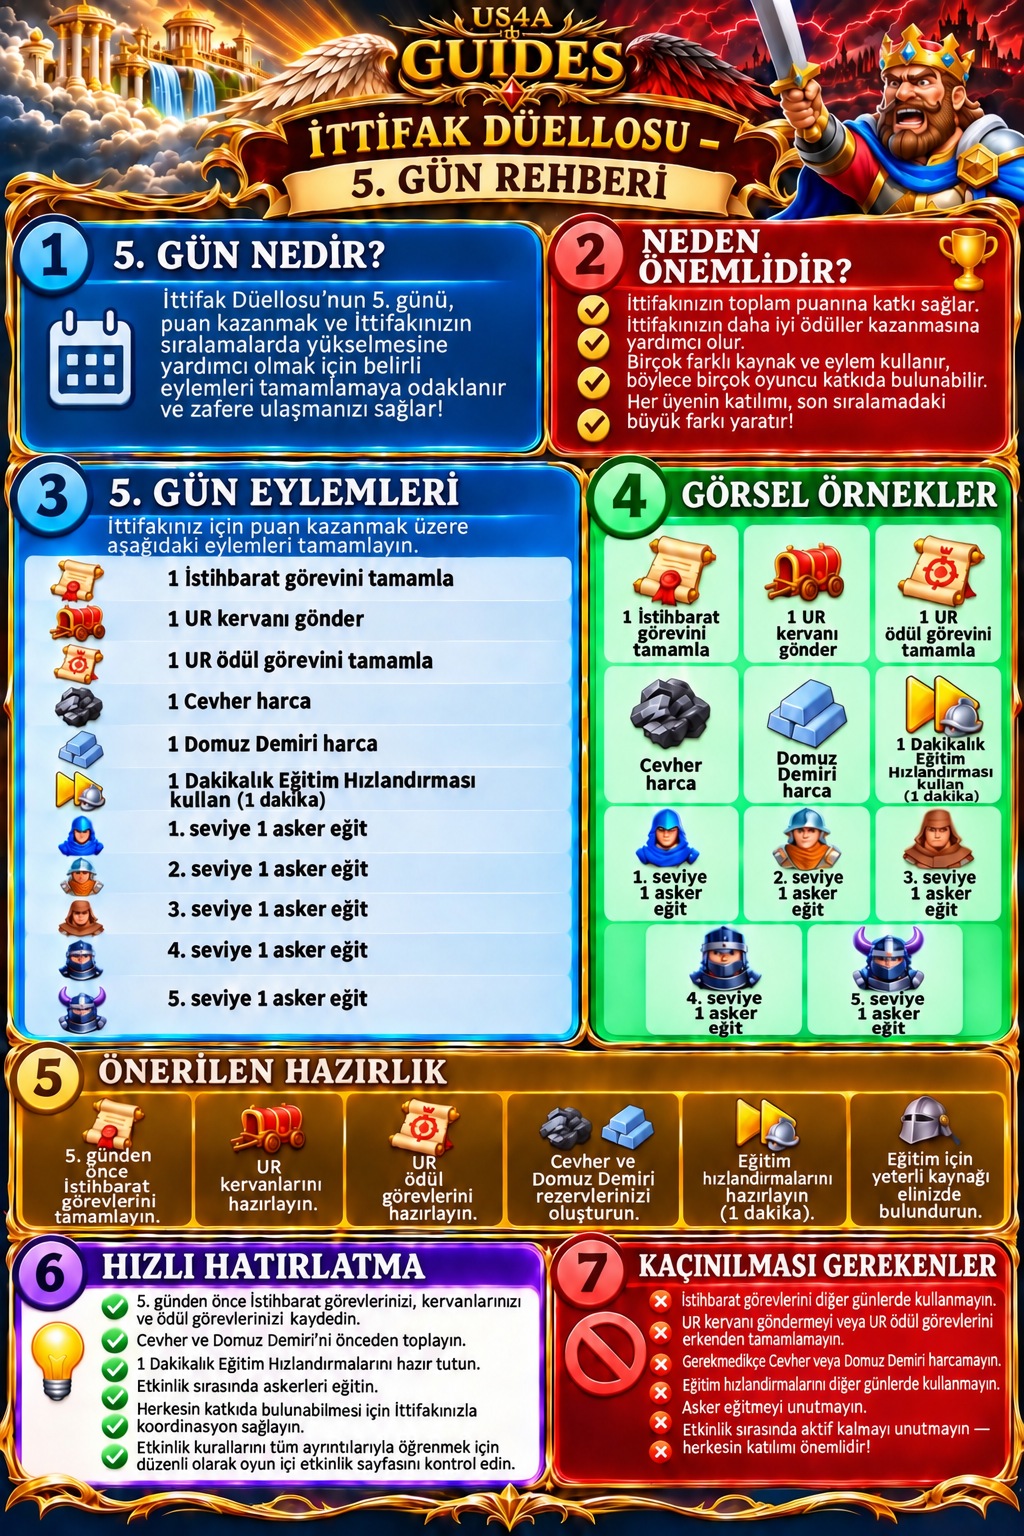 US4A
GUIDES
İTTİFAK DÜELLOSU –
5. GÜN REHBERİ
1
5. GÜN NEDİR?
İttifak Düellosu'nun 5. günü,
puan kazanmak ve İttifakınızın
sıralamalarda yükselmesine
yardımcı olmak için belirli
eylemleri tamamlamaya odaklanır
ve zafere ulaşmanızı sağlar!
2
NEDEN
ÖNEMLİDİR?
İttifakınızın toplam puanına katkı sağlar.
İttifakınızın daha iyi ödüller kazanmasına
yardımcı olur.
Birçok farklı kaynak ve eylem kullanır,
böylece birçok oyuncu katkıda bulunabilir.
Her üyenin katılımı, son sıralamadaki
büyük farkı yaratır!
3
5. GÜN EYLEMLERİ
İttifakınız için puan kazanmak üzere
aşağıdaki eylemleri tamamlayın.
1 İstihbarat görevini tamamla
1 UR kervanı gönder
1 UR ödül görevini tamamla
1 Cevher harca
1 Domuz Demiri harca
1 Dakikalık Eğitim Hızlandırması
kullan (1 dakika)
1. seviye 1 asker eğit
2. seviye 1 asker eğit
3. seviye 1 asker eğit
4. seviye 1 asker eğit
5. seviye 1 asker eğit
4
GÖRSEL ÖRNEKLER
1 İstihbarat
görevini
tamamla
1 UR
kervanı
gönder
1 UR
ödül görevini
tamamla
Cevher
harca
Domuz
Demiri
harca
1 Dakikalık
Eğitim
Hızlandırması
kullan
(1 dakika)
1. seviye
1 asker
eğit
2. seviye
1 asker
eğit
3. seviye
1 asker
eğit
4. seviye
1 asker
eğit
5. seviye
1 asker
eğit
5
ÖNERİLEN HAZIRLIK
5. günden
önce
İstihbarat
görevlerini
tamamlayın.
UR
kervanlarını
hazırlayın.
UR
ödül
görevlerini
hazırlayın.
Cevher ve
Domuz Demiri
rezervlerinizi
oluşturun.
Eğitim
hızlandırmalarını
hazırlayın
(1 dakika).
Eğitim için
yeterli kaynağı
elinizde
bulundurun.
6
HIZLI HATIRLATMA
5. günden önce İstihbarat görevlerinizi, kervanlarınızı
ve ödül görevlerinizi kaydedin.
Cevher ve Domuz Demiri'ni önceden toplayın.
1 Dakikalık Eğitim Hızlandırmalarını hazır tutun.
Etkinlik sırasında askerleri eğitin.
Herkesin katkıda bulunabilmesi için İttifakınızla
koordinasyon sağlayın.
Etkinlik kurallarını tüm ayrıntılarıyla öğrenmek için
düzenli olarak oyun içi etkinlik sayfasını kontrol edin.
7
KAÇINILMASI GEREKENLER
İstihbarat görevlerini diğer günlerde kullanmayın.
UR kervanı göndermeyi veya UR ödül görevlerini
erkenden tamamlamayın.
Gerekmedikçe Cevher veya Domuz Demiri harcamayın.
Eğitim hızlandırmalarını diğer günlerde kullanmayın.
Asker eğitmeyi unutmayın.
Etkinlik sırasında aktif kalmayı unutmayın —
herkesin katılımı önemlidir!